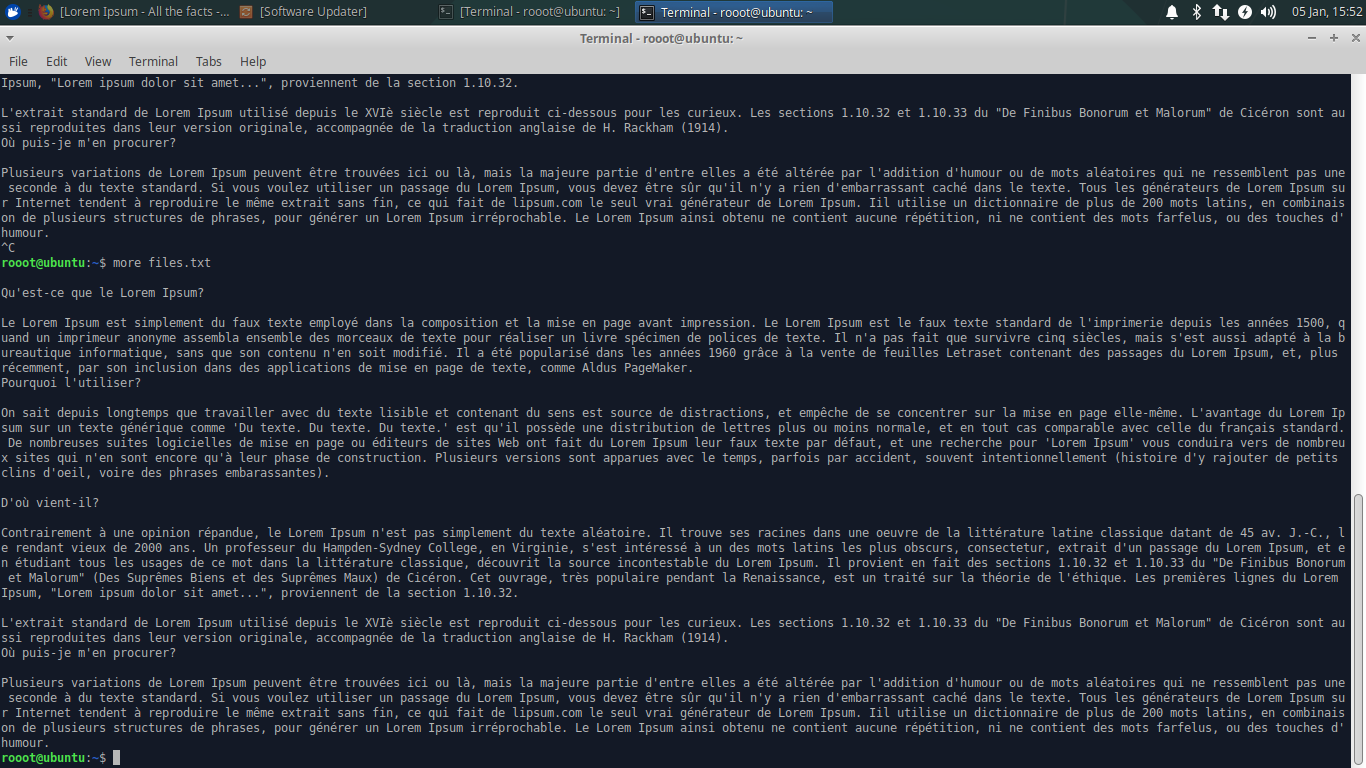 [Lorem Ipsum - All the facts -... [Software Updater] [Terminal - rooot@ubuntu: ~] Terminal - rooot@ubuntu: ~ 05 Jan, 15:52
Terminal - rooot@ubuntu: ~
File Edit View Terminal Tabs Help
Ipsum, "Lorem ipsum dolor sit amet...", proviennent de la section 1.10.32.
L'extrait standard de Lorem Ipsum utilisé depuis le XVIè siècle est reproduit ci-dessous pour les curieux. Les sections 1.10.32 et 1.10.33 du "De Finibus Bonorum et Malorum" de Cicéron sont au
ssi reproduites dans leur version originale, accompagnée de la traduction anglaise de H. Rackham (1914).
Où puis-je m'en procurer?
Plusieurs variations de Lorem Ipsum peuvent être trouvées ici ou là, mais la majeure partie d'entre elles a été altérée par l'addition d'humour ou de mots aléatoires qui ne ressemblent pas une
seconde à du texte standard. Si vous voulez utiliser un passage du Lorem Ipsum, vous devez être sûr qu'il n'y a rien d'embarrassant caché dans le texte. Tous les générateurs de Lorem Ipsum su
r Internet tendent à reproduire le même extrait sans fin, ce qui fait de lipsum.com le seul vrai générateur de Lorem Ipsum. Iil utilise un dictionnaire de plus de 200 mots latins, en combinais
on de plusieurs structures de phrases, pour générer un Lorem Ipsum irréprochable. Le Lorem Ipsum ainsi obtenu ne contient aucune répétition, ni ne contient des mots farfelus, ou des touches d'
humour.
^C
rooot@ubuntu:~$ more files.txt
Qu'est-ce que le Lorem Ipsum?
Le Lorem Ipsum est simplement du faux texte employé dans la composition et la mise en page avant impression. Le Lorem Ipsum est le faux texte standard de l'imprimerie depuis les années 1500, q
uand un imprimeur anonyme assembla ensemble des morceaux de texte pour réaliser un livre spécimen de polices de texte. Il n'a pas fait que survivre cinq siècles, mais s'est aussi adapté à la b
ureautique informatique, sans que son contenu n'en soit modifié. Il a été popularisé dans les années 1960 grâce à la vente de feuilles Letraset contenant des passages du Lorem Ipsum, et, plus
récemment, par son inclusion dans des applications de mise en page de texte, comme Aldus PageMaker.
Pourquoi l'utiliser?
On sait depuis longtemps que travailler avec du texte lisible et contenant du sens est source de distractions, et empêche de se concentrer sur la mise en page elle-même. L'avantage du Lorem Ip
sum sur un texte générique comme 'Du texte. Du texte. Du texte.' est qu'il possède une distribution de lettres plus ou moins normale, et en tout cas comparable avec celle du français standard.
De nombreuses suites logicielles de mise en page ou éditeurs de sites Web ont fait du Lorem Ipsum leur faux texte par défaut, et une recherche pour 'Lorem Ipsum' vous conduira vers de nombreu
x sites qui n'en sont encore qu'à leur phase de construction. Plusieurs versions sont apparues avec le temps, parfois par accident, souvent intentionnellement (histoire d'y rajouter de petits
clins d'oeil, voire des phrases embarassantes).
D'où vient-il?
Contrairement à une opinion répandue, le Lorem Ipsum n'est pas simplement du texte aléatoire. Il trouve ses racines dans une oeuvre de la littérature latine classique datant de 45 av. J.-C., l
e rendant vieux de 2000 ans. Un professeur du Hampden-Sydney College, en Virginie, s'est intéressé à un des mots latins les plus obscurs, consectetur, extrait d'un passage du Lorem Ipsum, et e
n étudiant tous les usages de ce mot dans la littérature classique, découvrit la source incontestable du Lorem Ipsum. Il provient en fait des sections 1.10.32 et 1.10.33 du "De Finibus Bonorum
et Malorum" (Des Suprêmes Biens et des Suprêmes Maux) de Cicéron. Cet ouvrage, très populaire pendant la Renaissance, est un traité sur la théorie de l'éthique. Les premières lignes du Lorem
Ipsum, "Lorem ipsum dolor sit amet...", proviennent de la section 1.10.32.
L'extrait standard de Lorem Ipsum utilisé depuis le XVIè siècle est reproduit ci-dessous pour les curieux. Les sections 1.10.32 et 1.10.33 du "De Finibus Bonorum et Malorum" de Cicéron sont au
ssi reproduites dans leur version originale, accompagnée de la traduction anglaise de H. Rackham (1914).
Où puis-je m'en procurer?
Plusieurs variations de Lorem Ipsum peuvent être trouvées ici ou là, mais la majeure partie d'entre elles a été altérée par l'addition d'humour ou de mots aléatoires qui ne ressemblent pas une
seconde à du texte standard. Si vous voulez utiliser un passage du Lorem Ipsum, vous devez être sûr qu'il n'y a rien d'embarrassant caché dans le texte. Tous les générateurs de Lorem Ipsum su
r Internet tendent à reproduire le même extrait sans fin, ce qui fait de lipsum.com le seul vrai générateur de Lorem Ipsum. Iil utilise un dictionnaire de plus de 200 mots latins, en combinais
on de plusieurs structures de phrases, pour générer un Lorem Ipsum irréprochable. Le Lorem Ipsum ainsi obtenu ne contient aucune répétition, ni ne contient des mots farfelus, ou des touches d'
humour.
rooot@ubuntu:~$